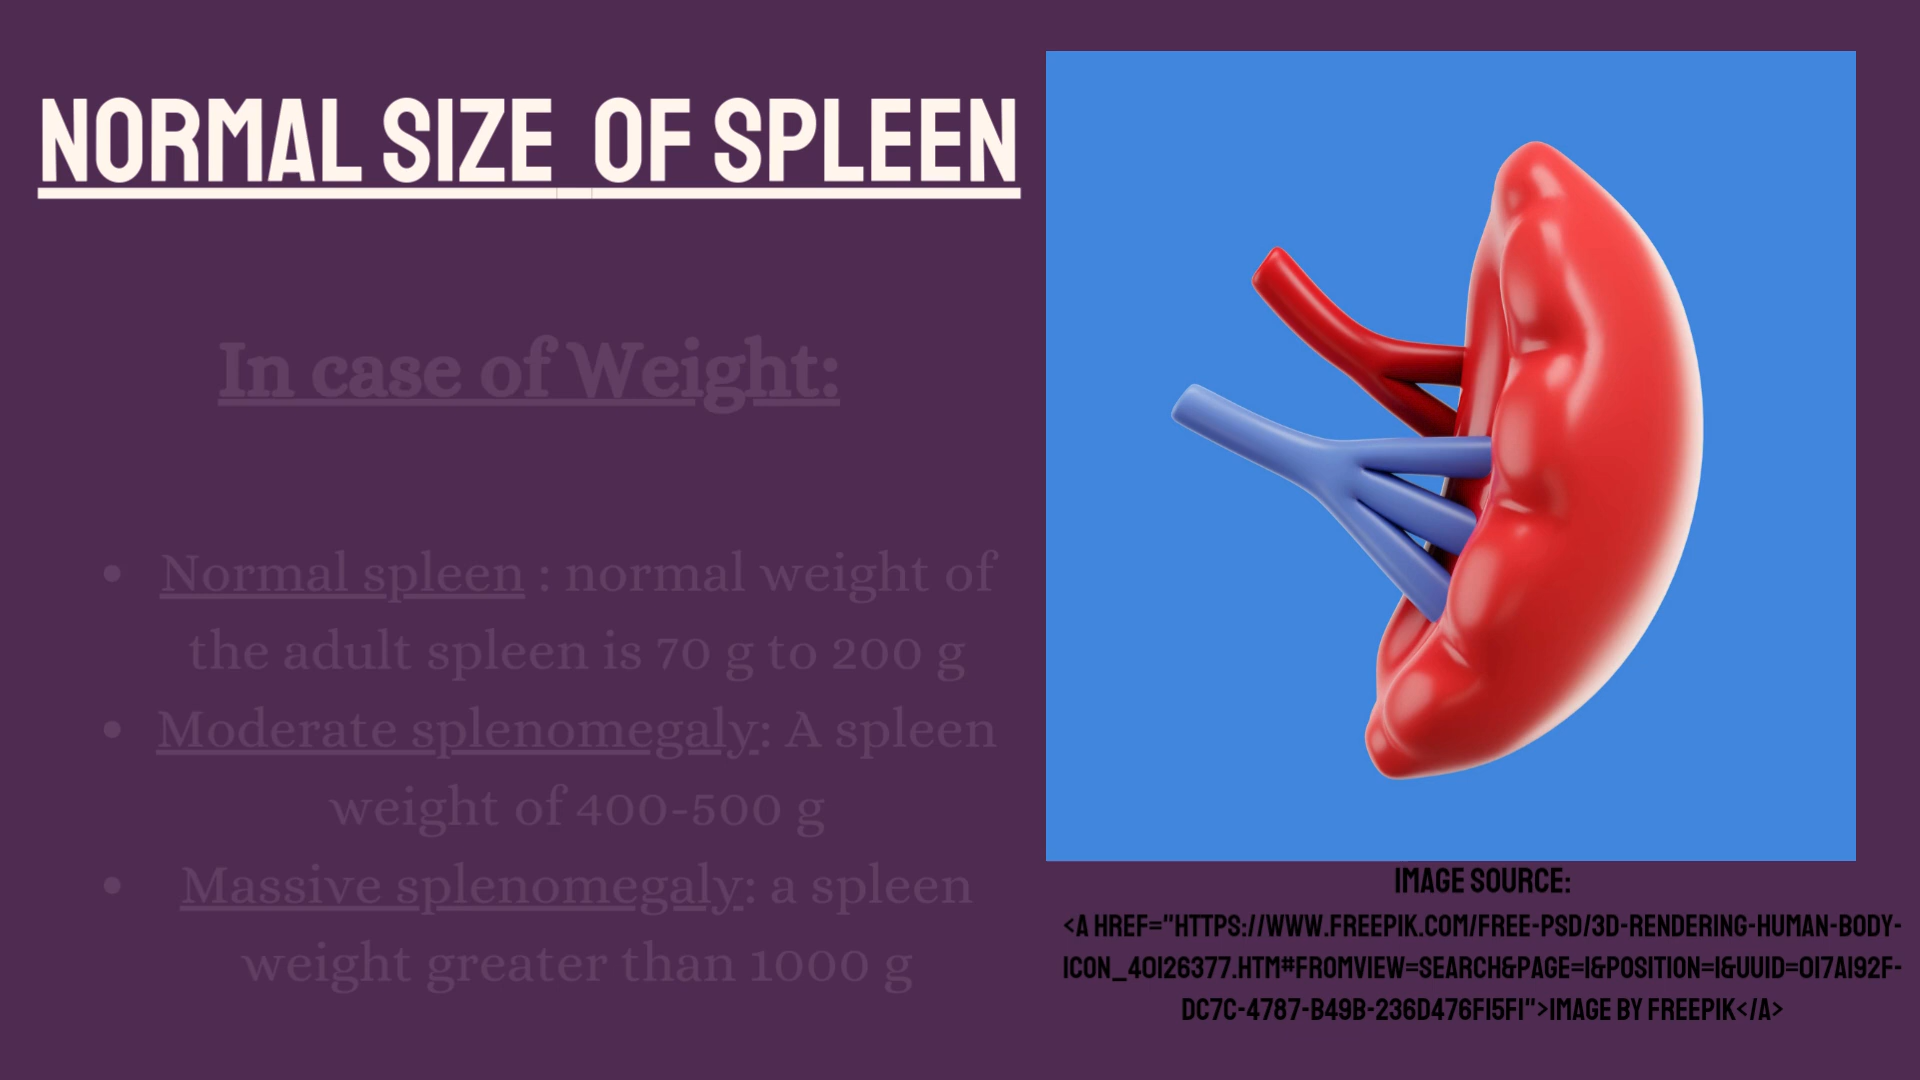 NORMAL SIZE OF SPLEEN
In case of Weight:
• Normal spleen : normal weight of
the adult spleen is 70 g to 200 g
• Moderate splenomegaly: A spleen
weight of 400-500 g
• Massive splenomegaly: a spleen
weight greater than 1000 g
IMAGE SOURCE:
<A HREF="HTTPS://WWW.FREEPIK.COM/FREE-PSD/3D-RENDERING-HUMAN-BODY-
ICON_40126377.HTM#FROMVIEW=SEARCH&PAGE=1&POSITION=1&UUID=017A192F-
DC7C-4787-B49B-236D476F15F1">IMAGE BY FREEPIK</A>